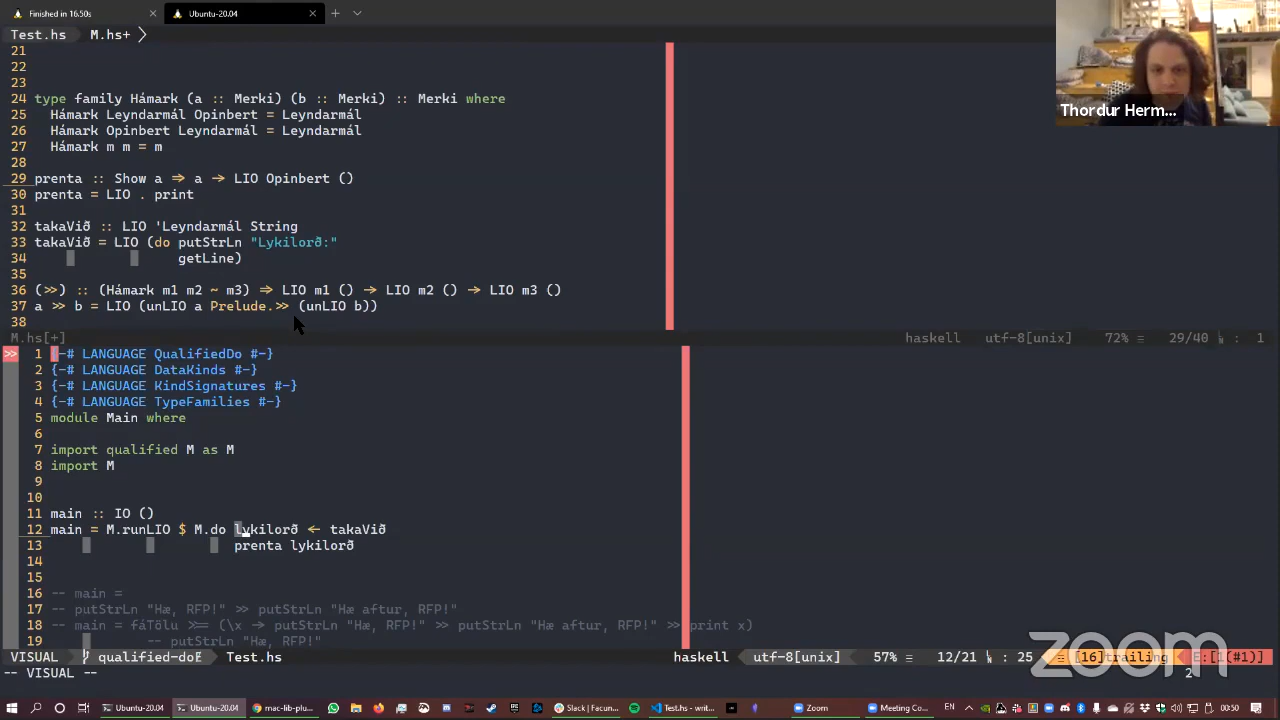 Finished in 16.50s
Ubuntu-20.04
Test.hs
M.hs+
21
22
23
24 type family Hámark (a :: Merki) (b :: Merki) :: Merki where
25 Hámark Leyndarmál Opinbert = Leyndarmál
26 Hámark Opinbert Leyndarmál = Leyndarmál
27 Hámark m m = m
28
29 prenta :: Show a ⇒ a → LIO Opinbert ()
30 prenta = LIO . print
31
32 takaVið :: LIO 'Leyndarmál String
33 takaVið = LIO (do putStrLn "Lykilorð:"
34 getLine)
35
36 (>>) :: (Hámark m1 m2 ~ m3) ⇒ LIO m1 () → LIO m2 () → LIO m3 ()
37 a >> b = LIO (unLIO a Prelude.>> (unLIO b))
38
M.hs[+] haskell utf-8[unix] 72% ≡ 29/40 : 1
>> 1 {-# LANGUAGE QualifiedDo #-}
2 {-# LANGUAGE DataKinds #-}
3 {-# LANGUAGE KindSignatures #-}
4 {-# LANGUAGE TypeFamilies #-}
5 module Main where
6
7 import qualified M as M
8 import M
9
10
11 main :: IO ()
12 main = M.runLIO $ M.do lykilorð ← takaVið
13 prenta lykilorð
14
15
16 -- main =
17 -- putStrLn "Hæ, RFP!" >> putStrLn "Hæ aftur, RFP!"
18 -- main = fáTölu >>= (\x → putStrLn "Hæ, RFP!" >> putStrLn "Hæ aftur, RFP!" >> print x)
19 -- putStrLn "Hæ, RFP!"
VISUAL qualified-do Test.hs haskell utf-8[unix] 57% ≡ 12/21 : 25 ≡ [16]trailing E:[1(#1)]
-- VISUAL -- 2
Thordur Herm...
zoom
Ubuntu-20.04
Ubuntu-20.04
mac-lib-plu...
Slack | Facun...
Test.hs - writ...
Zoom
Meeting Co...
EN
00:50